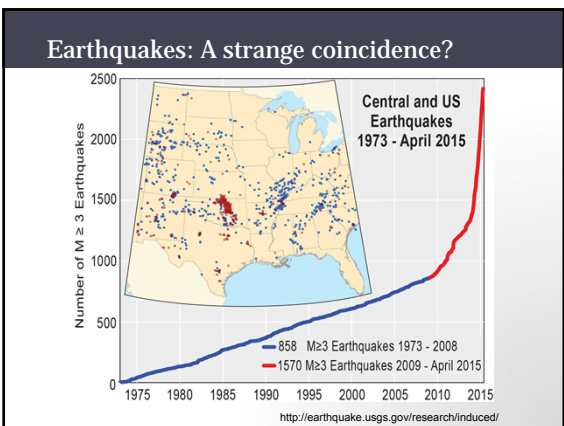 Earthquakes: A strange coincidence?
2500
2000
1500
1000
500
0
Number of M ≥ 3 Earthquakes
Central and US
Earthquakes
1973 - April 2015
858 M≥3 Earthquakes 1973 - 2008
1570 M≥3 Earthquakes 2009 - April 2015
1975 1980 1985 1990 1995 2000 2005 2010 2015
http://earthquake.usgs.gov/research/induced/